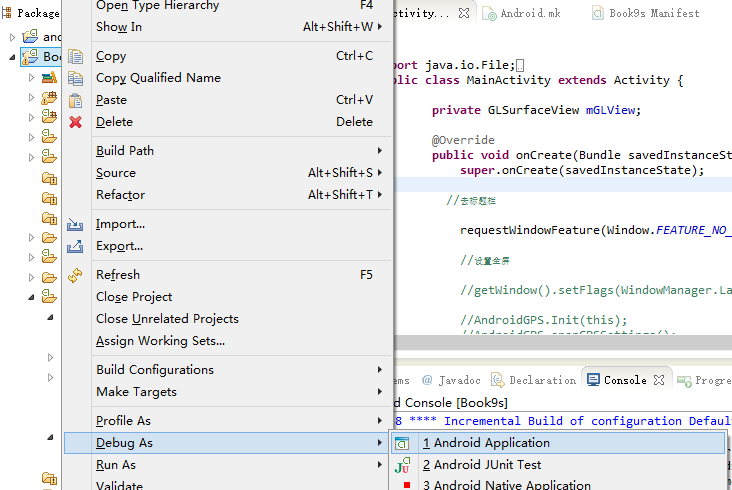 Package
Open Type Hierarchy F4
ctivity... Android.mk Book9s Manifest
Show In Alt+Shift+W
and
Boo
Copy Ctrl+C
Copy Qualified Name
Paste Ctrl+V
Delete Delete
Build Path
Source Alt+Shift+S
Refactor Alt+Shift+T
Import...
Export...
Refresh F5
Close Project
Close Unrelated Projects
Assign Working Sets...
Build Configurations
Make Targets
Profile As
Debug As
Run As
Validate
port java.io.File;
blic class MainActivity extends Activity {
private GLSurfaceView mGLView;
@Override
public void onCreate(Bundle savedInstanceSt
super.onCreate(savedInstanceState);
//去标题栏
requestWindowFeature(Window.FEATURE_NO_
//设置全屏
//getWindow().setFlags(WindowManager.La
//AndroidGPS.Init(this);
//AndroidGPS.openGPSSettings();
ems @ Javadoc Declaration Console Progre
d Console [Book9s]
8 **** Incremental Build of configuration Defaul
1 Android Application
2 Android JUnit Test
3 Android Native Application